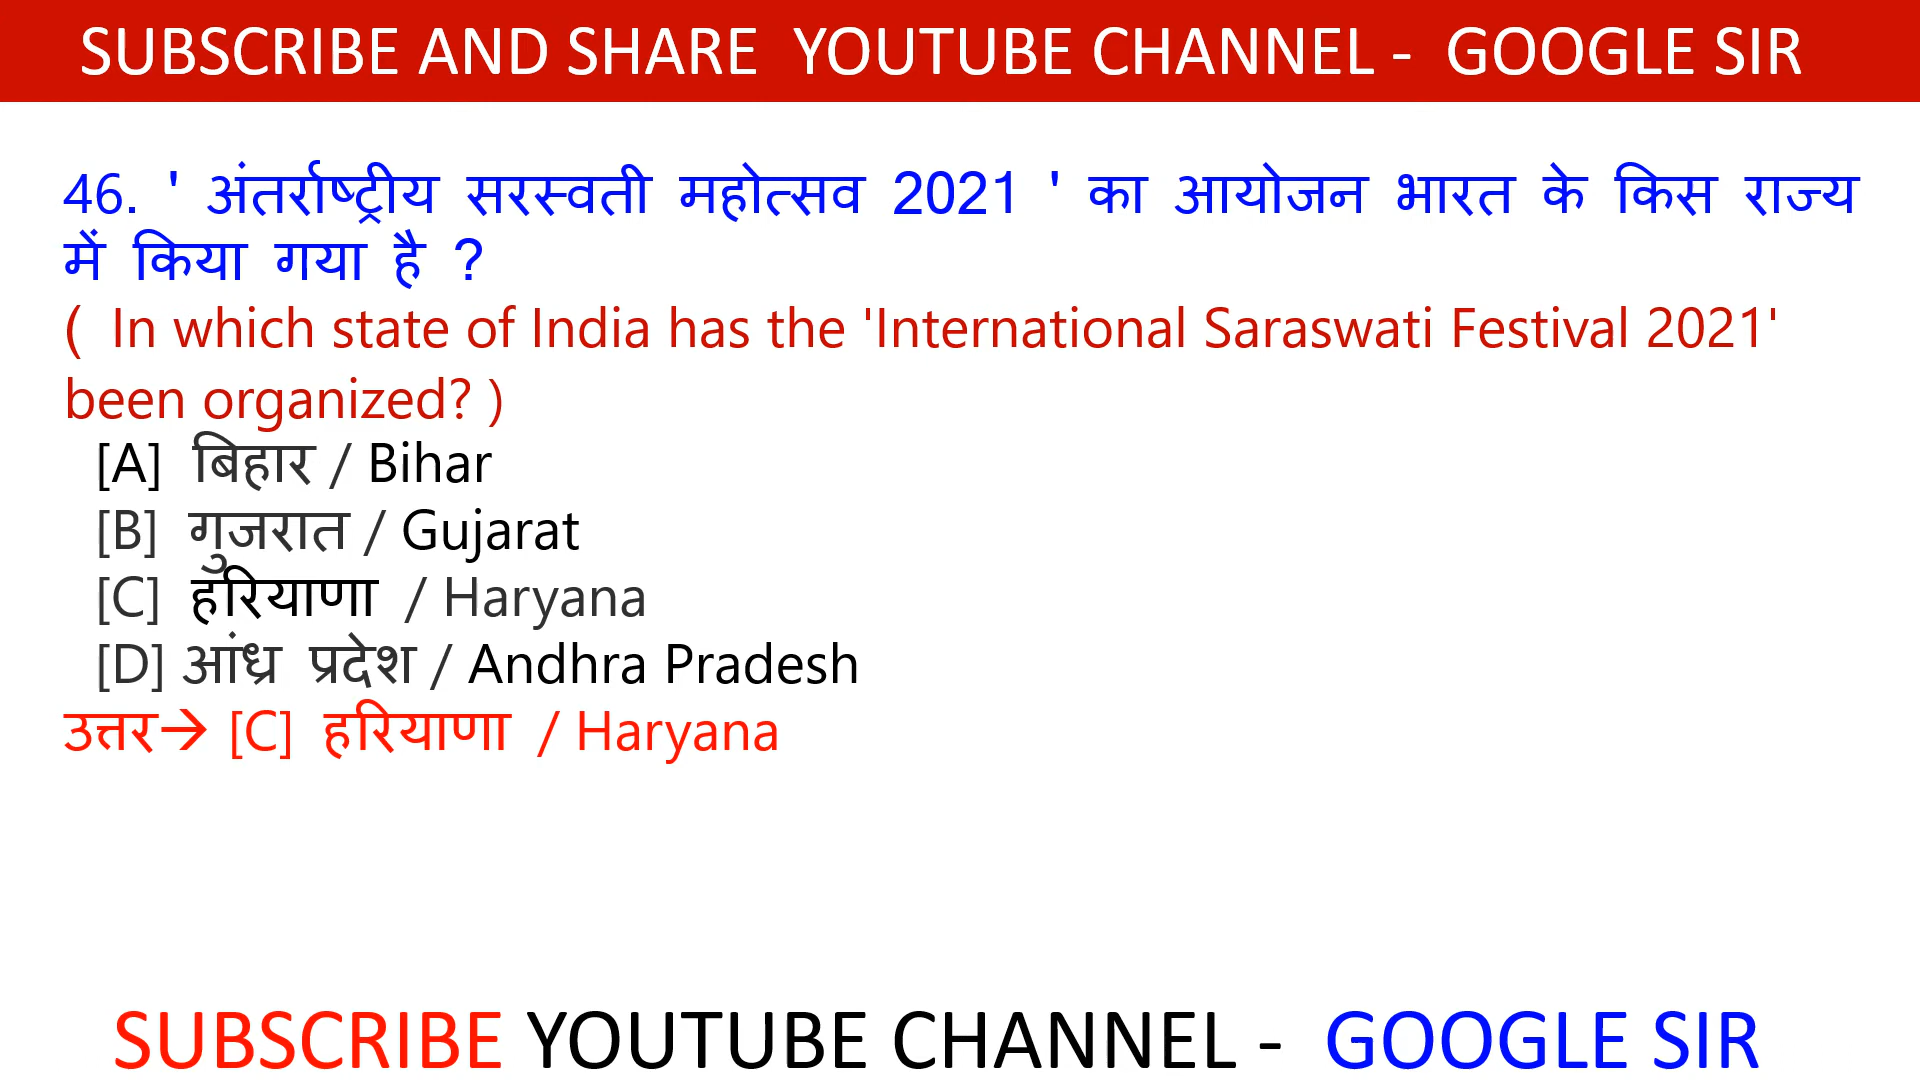 SUBSCRIBE AND SHARE YOUTUBE CHANNEL - GOOGLE SIR
46. ' अंतर्राष्ट्रीय सरस्वती महोत्सव 2021 ' का आयोजन भारत के किस राज्य
में किया गया है ?
( In which state of India has the 'International Saraswati Festival 2021'
been organized? )
[A] बिहार / Bihar
[B] गुजरात / Gujarat
[C] हरियाणा / Haryana
[D] आंध्र प्रदेश / Andhra Pradesh
उत्तर→ [C] हरियाणा / Haryana
SUBSCRIBE YOUTUBE CHANNEL - GOOGLE SIR